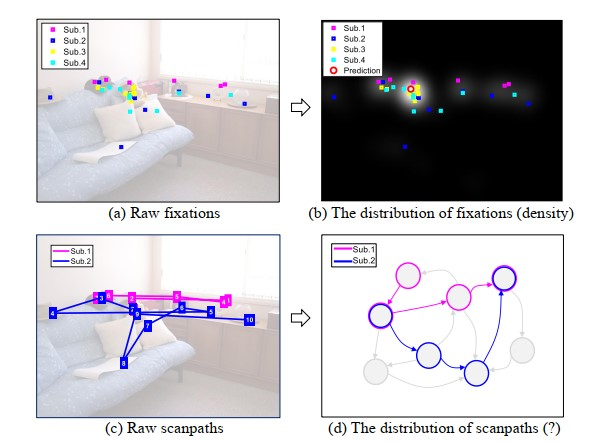 Sub.1
Sub.2
Sub.3
Sub.4
Sub.1
Sub.2
Sub.3
Sub.4
Prediction
(a) Raw fixations
(b) The distribution of fixations (density)
Sub.1
Sub.2
4
3
2
5
1
9
7
5
10
8
Sub.1
Sub.2
(c) Raw scanpaths
(d) The distribution of scanpaths (?)